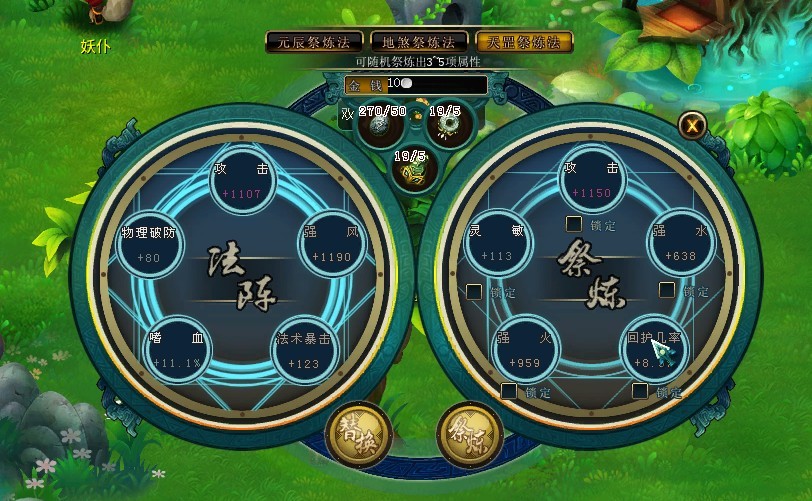 妖仆
元辰祭炼法 地煞祭炼法 天罡祭炼法
可随机祭炼出3~5项属性
金 钱 10
270/50 19/5
19/5
X
攻 击
+1107
物理破防
+80
强 风
+1190
法阵
嗜 血
+11.1%
法术暴击
+123
攻 击
+1150
锁定
灵 敏
+113
锁定
强 水
+638
锁定
祭炼
强 火
+959
锁定
回护几率
锁定
替换
祭炼